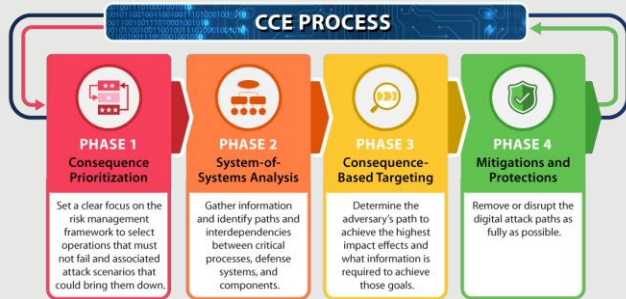 CCE PROCESS
PHASE 1
Consequence
Prioritization
Set a clear focus on the
risk management
framework to select
operations that must
not fail and associated
attack scenarios that
could bring them down.
PHASE 2
System-of-
Systems Analysis
Gather information
and identify paths and
interdependencies
between critical
processes, defense
systems, and
components.
PHASE 3
Consequence-
Based Targeting
Determine the
adversary's path to
achieve the highest
impact effects and
what information is
required to achieve
those goals.
PHASE 4
Mitigations and
Protections
Remove or disrupt the
digital attack paths as
fully as possible.